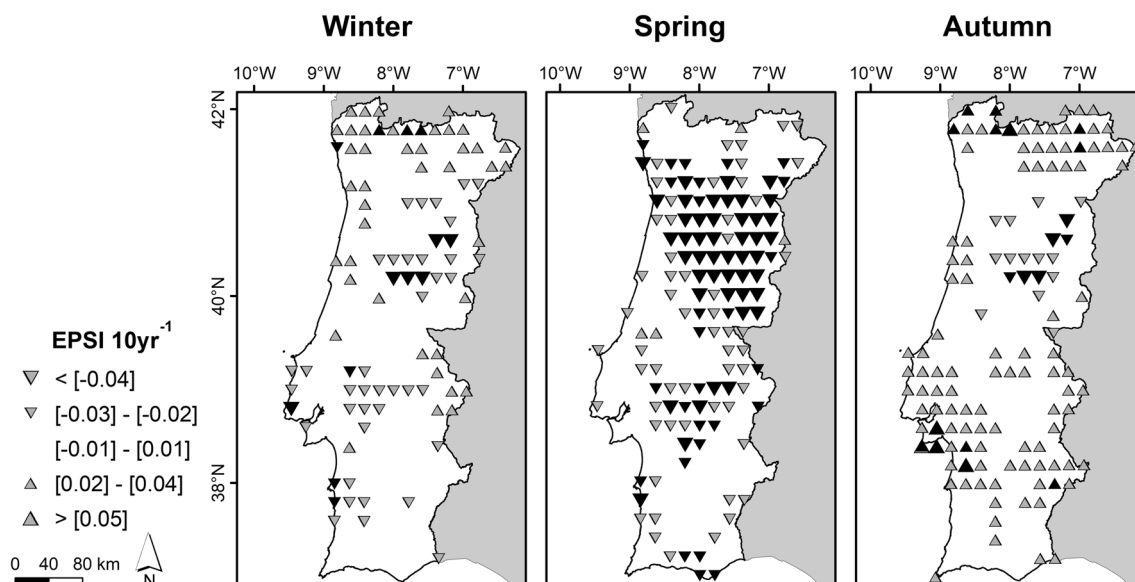 Winter Spring Autumn
10°W 9°W 8°W 7°W 10°W 9°W 8°W 7°W 10°W 9°W 8°W 7°W
42°N
40°N
38°N
EPSI 10yr⁻¹
< [-0.04]
[-0.03] - [-0.02]
[-0.01] - [0.01]
[0.02] - [0.04]
> [0.05]
0 40 80 km
N